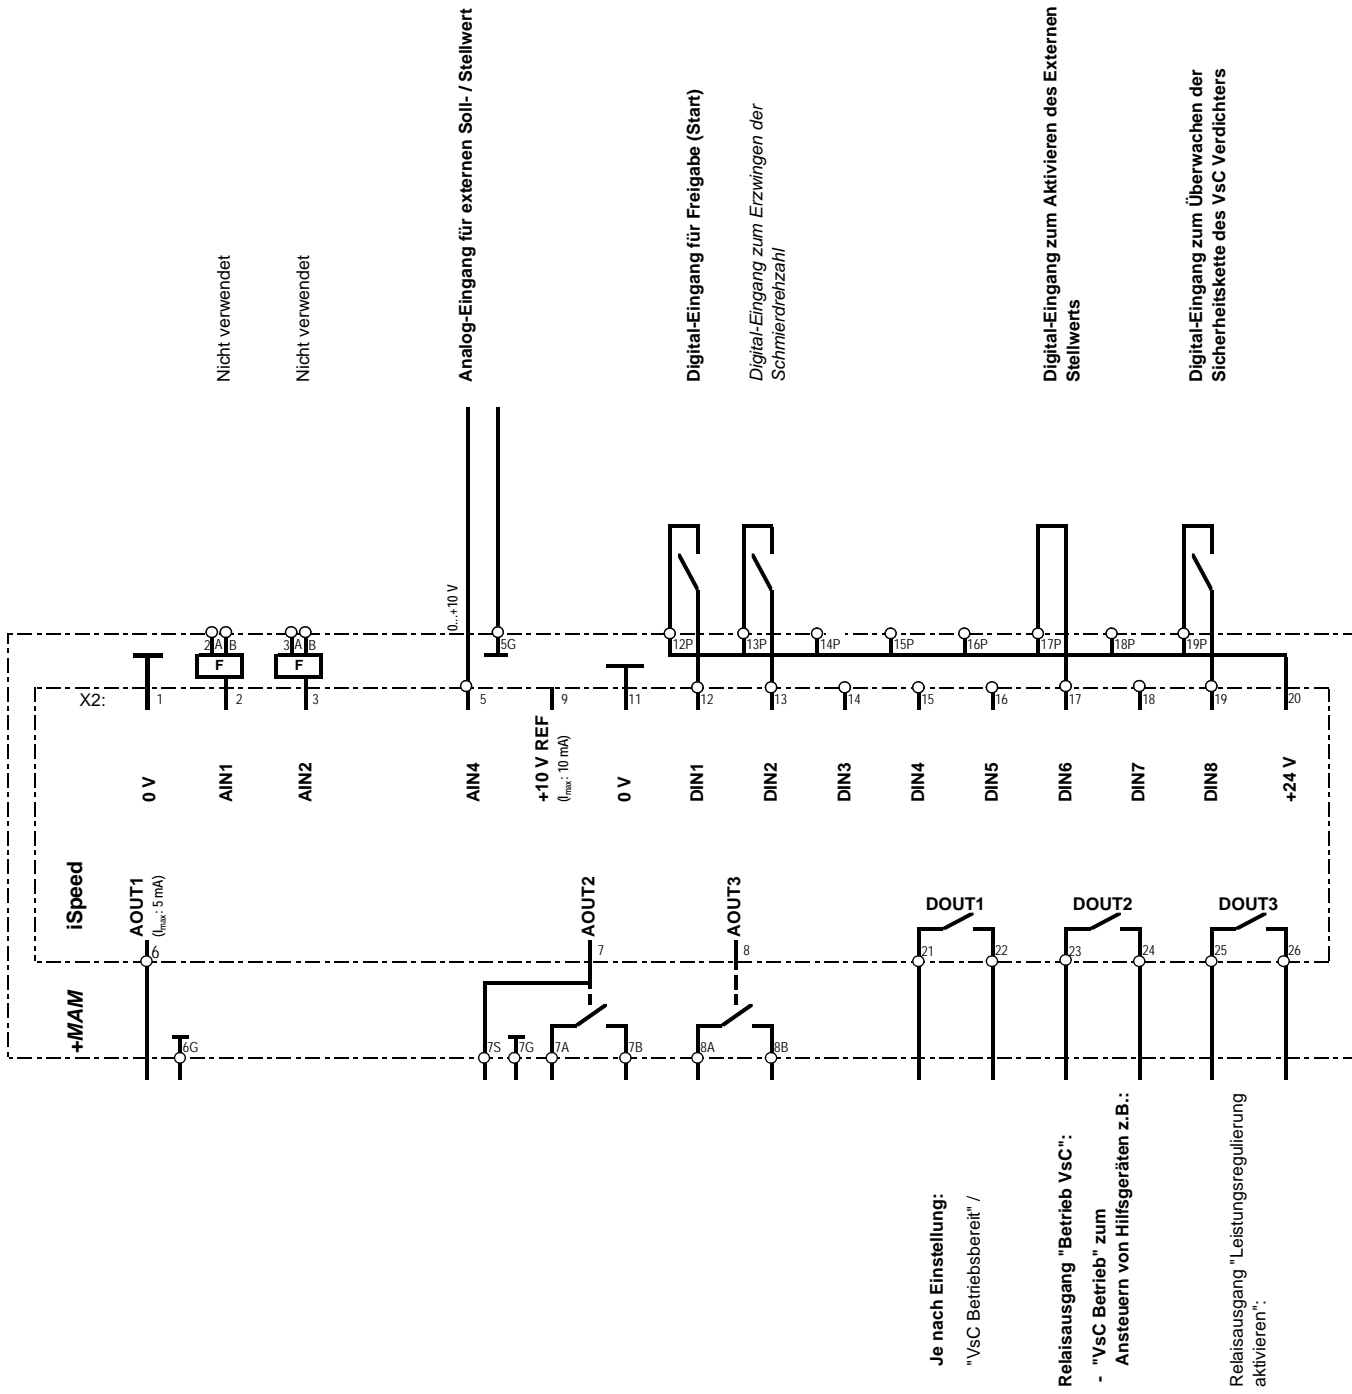 Nicht verwendet
Nicht verwendet
Analog-Eingang für externen Soll- / Stellwert
Digital-Eingang für Freigabe (Start)
Digital-Eingang zum Erzwingen der
Schmierdrehzahl
Digital-Eingang zum Aktivieren des Externen
Stellwerts
Digital-Eingang zum Überwachen der
Sicherheitskette des VsC Verdichters
0...+10 V
2 A B
3 A B
5G
12P
13P
14P
15P
16P
17P
18P
19P
F
F
X2:
1
2
3
5
9
11
12
13
14
15
16
17
18
19
20
0 V
AIN1
AIN2
AIN4
+10 V REF
(Imax: 10 mA)
0 V
DIN1
DIN2
DIN3
DIN4
DIN5
DIN6
DIN7
DIN8
+24 V
iSpeed
AOUT1
(Imax: 5 mA)
AOUT2
AOUT3
DOUT1
DOUT2
DOUT3
6
7
8
21
22
23
24
25
26
+MAM
6G
7S
7G
7A
7B
8A
8B
Je nach Einstellung:
"VsC Betriebsbereit" /
Relaisausgang "Betrieb VsC":
- "VsC Betrieb" zum
Ansteuern von Hilfsgeräten z.B.:
Relaisausgang "Leistungsregulierung
aktivieren":